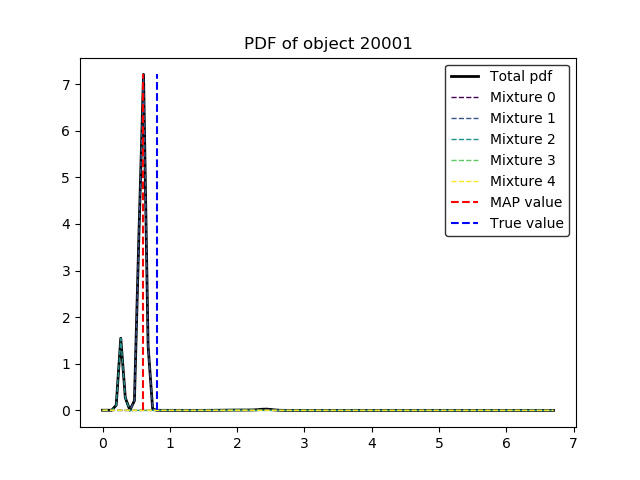 PDF of object 20001
Total pdf
Mixture 0
Mixture 1
Mixture 2
Mixture 3
Mixture 4
MAP value
True value
7
6
5
4
3
2
1
0
0 1 2 3 4 5 6 7